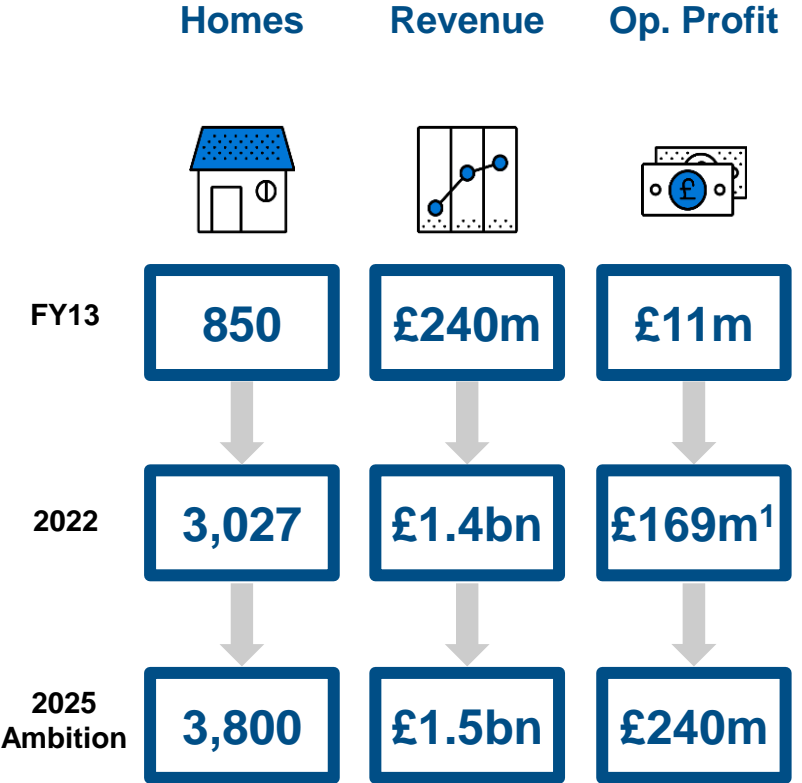 Homes Revenue Op. Profit
£
FY13 850 £240m £11m
2022 3,027 £1.4bn £169m¹
2025
Ambition 3,800 £1.5bn £240m